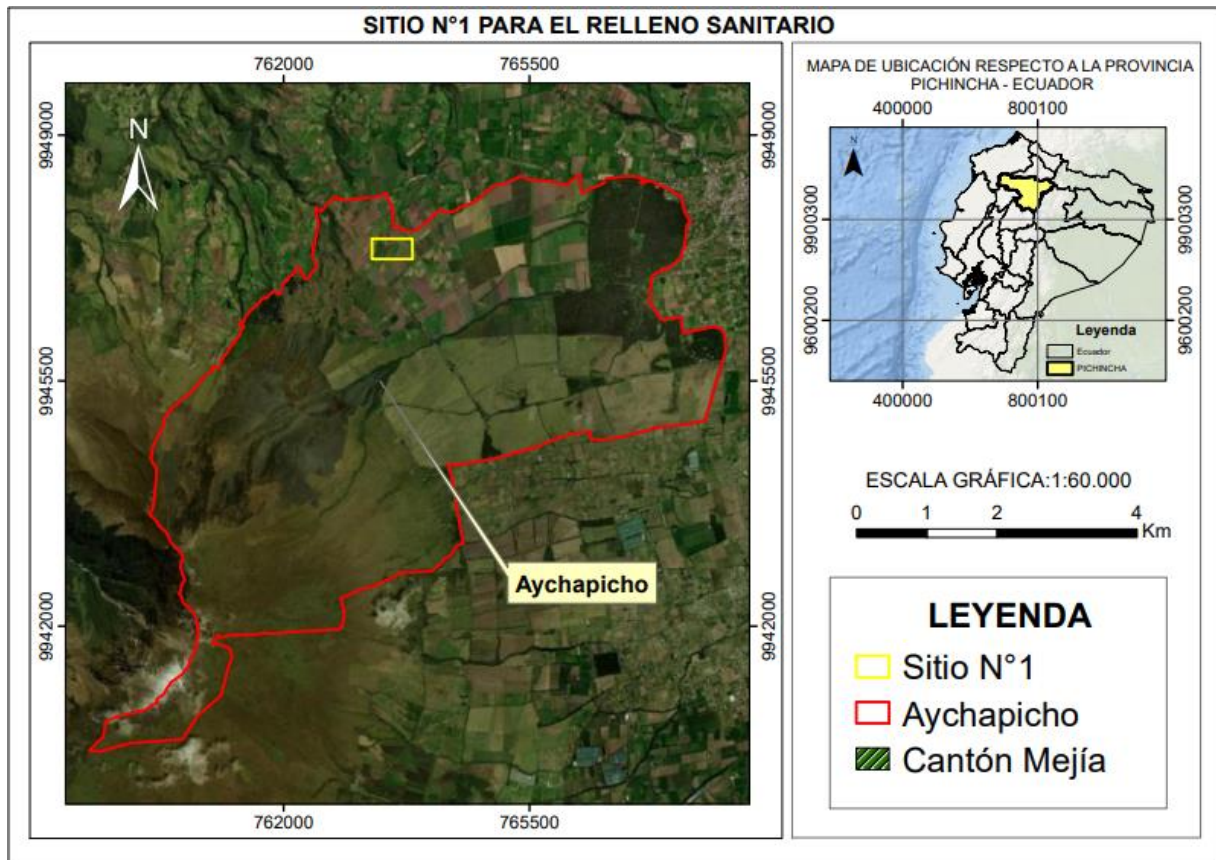 SITIO N°1 PARA EL RELLENO SANITARIO
762000
765500
9949000
9949000
N
9945500
9945500
Aychapicho
9942000
9942000
762000
765500
MAPA DE UBICACIÓN RESPECTO A LA PROVINCIA
PICHINCHA - ECUADOR
400000
800100
N
9900300
9900300
9600200
9600200
Leyenda
Ecuador
PICHINCHA
400000
800100
ESCALA GRÁFICA:1:60.000
0 1 2 4
Km
LEYENDA
Sitio N°1
Aychapicho
Cantón Mejía